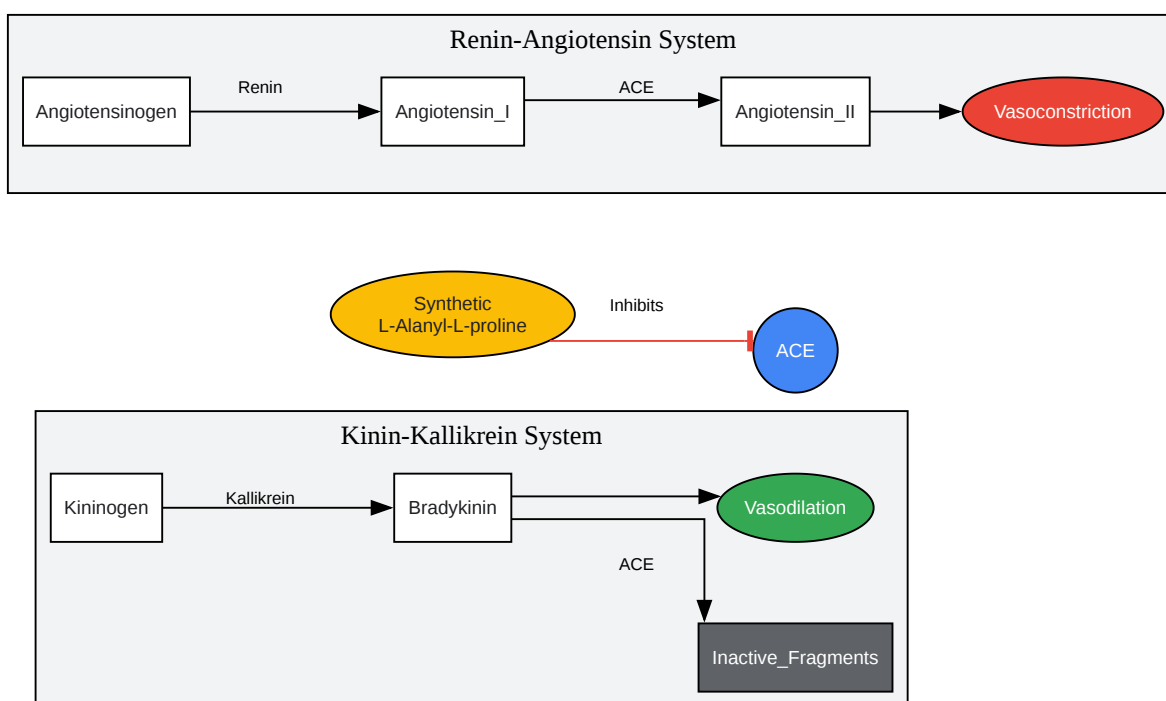 Renin-Angiotensin System
Angiotensinogen
Renin
Angiotensin_I
ACE
Angiotensin_II
Vasoconstriction
Synthetic
L-Alanyl-L-proline
Inhibits
ACE
Kinin-Kallikrein System
Kininogen
Kallikrein
Bradykinin
Vasodilation
ACE
Inactive_Fragments